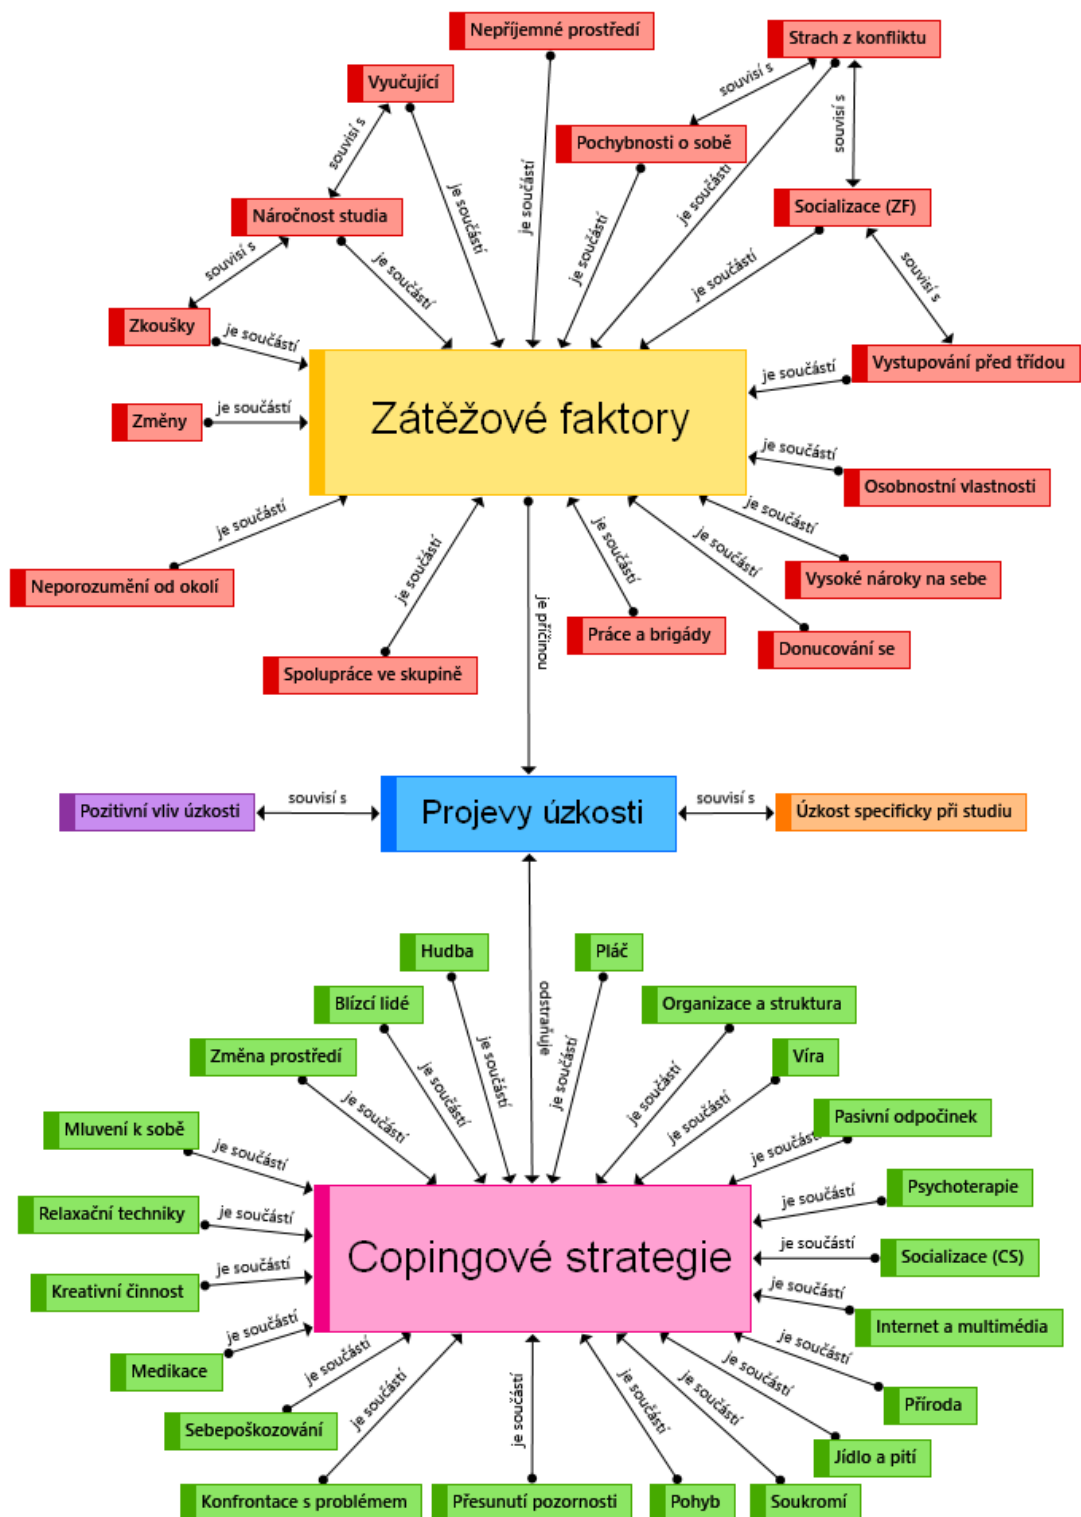 Nepříjemné prostředí
Strach z konfliktu
souvisí s
Vyučující
souvisí s
souvisí s
Pochybnosti o sobě
je součástí
je součástí
je součástí
Náročnost studia
Socializace (ZF)
je součástí
souvisí s
je součástí
je součástí
souvisí s
Zkoušky
je součástí
Vystupování před třídou
je součástí
Změny
je součástí
Zátěžové faktory
je součástí
Osobnostní vlastnosti
je součástí
je součástí
je součástí
je součástí
Neporozumění od okolí
je součástí
Vysoké nároky na sebe
je příčinou
Práce a brigády
Donucování se
Spolupráce ve skupině
Pozitivní vliv úzkosti
souvisí s
Projevy úzkosti
souvisí s
Úzkost specificky při studiu
Hudba
Pláč
odstraňuje
Blízcí lidé
Organizace a struktura
Změna prostředí
Víra
je součástí
je součástí
je součástí
je součástí
je součástí
je součástí
Mluvení k sobě
Pasivní odpočinek
je součástí
je součástí
Psychoterapie
je součástí
Relaxační techniky
je součástí
Copingové strategie
je součástí
Socializace (CS)
Kreativní činnost
je součástí
je součástí
Internet a multimédia
Medikace
je součástí
je součástí
Příroda
Sebepoškozování
je součástí
je součástí
je součástí
je součástí
je součástí
je součástí
Jídlo a pití
Konfrontace s problémem
Přesunutí pozornosti
Pohyb
Soukromí